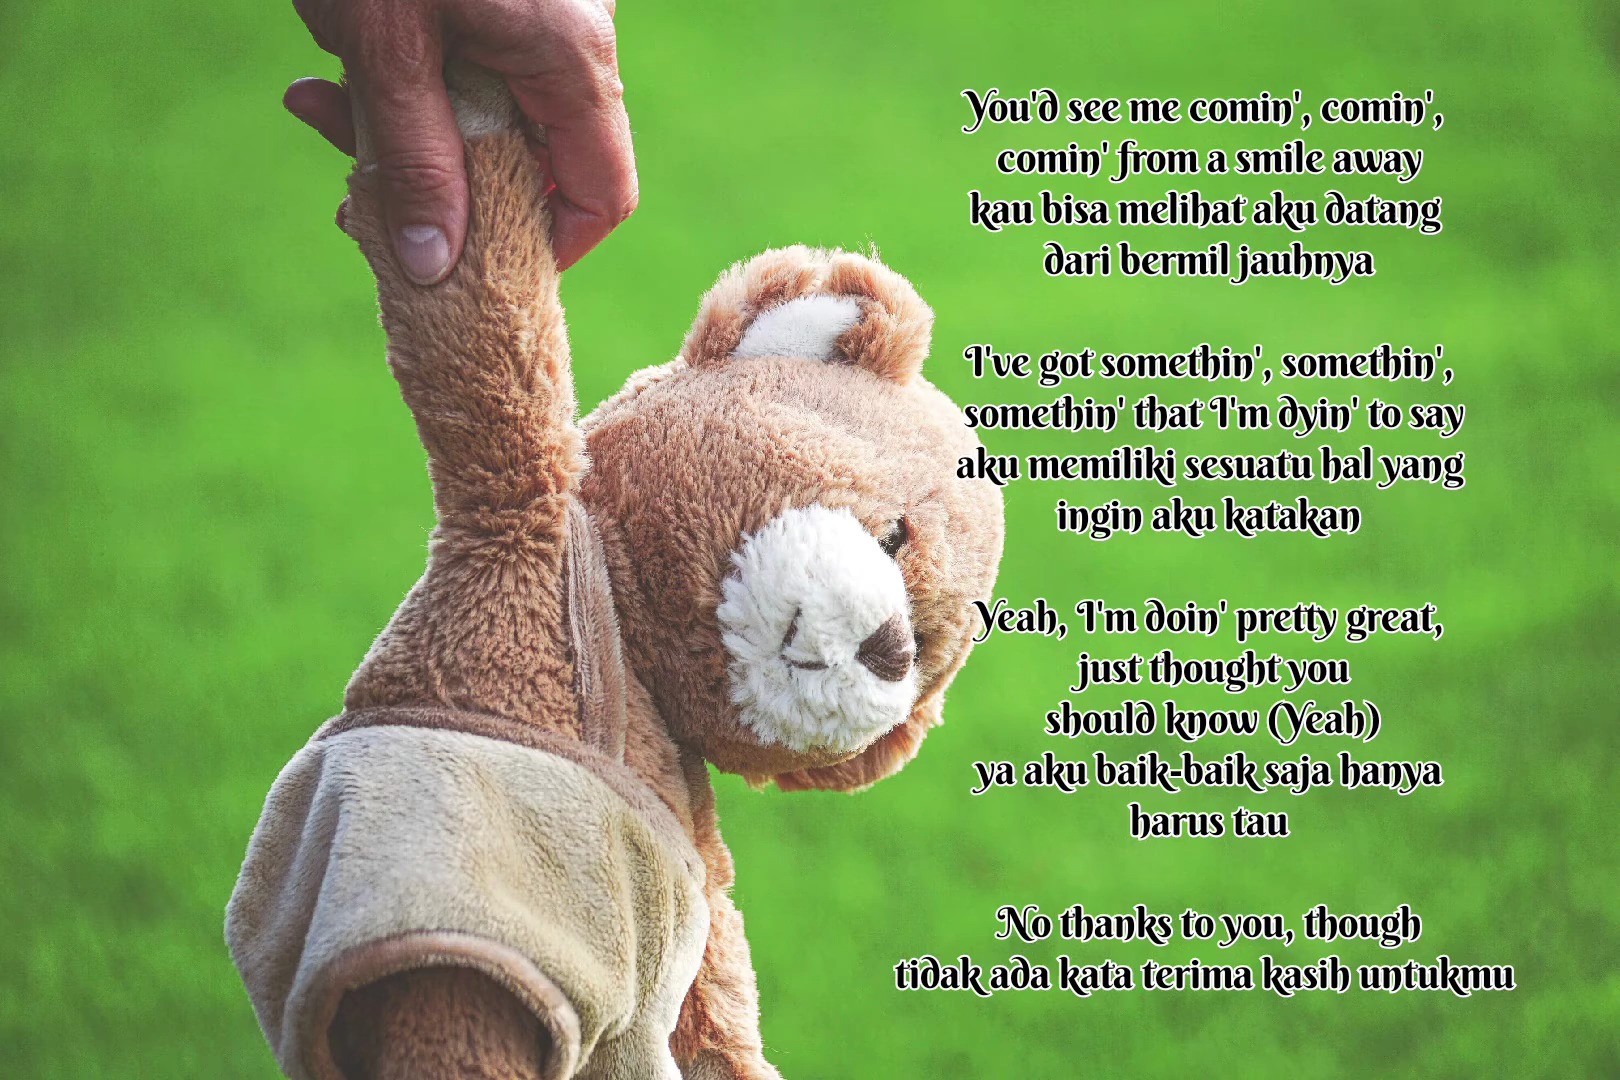 You'd see me comin', comin',
comin' from a smile away
kau bisa melihat aku datang
dari bermil jauhnya
I've got somethin', somethin',
somethin' that I'm dyin' to say
aku memiliki sesuatu hal yang
ingin aku katakan
Yeah, I'm doin' pretty great,
just thought you
should know (Yeah)
ya aku baik-baik saja hanya
harus tau
No thanks to you, though
tidak ada kata terima kasih untukmu